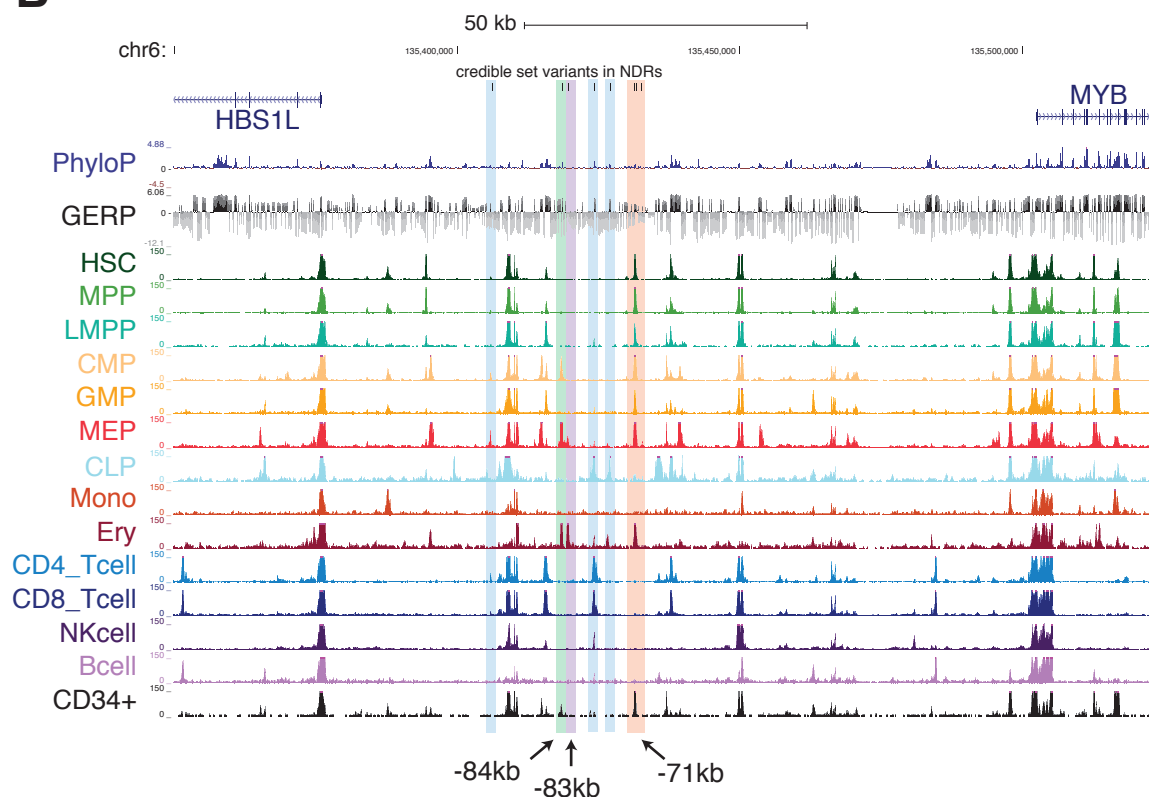 B
50 kb
chr6:
135,400,000
135,450,000
135,500,000
credible set variants in NDRs
HBS1L
MYB
4.88
PhyloP
0
-4.5
6.06
GERP
0
-12.1
150
HSC
0
150
MPP
0
150
LMPP
0
150
CMP
0
150
GMP
0
150
MEP
0
150
CLP
0
150
Mono
0
150
Ery
0
150
CD4_Tcell
0
150
CD8_Tcell
0
150
NKcell
0
150
Bcell
0
150
CD34+
0
-84kb
-83kb
-71kb